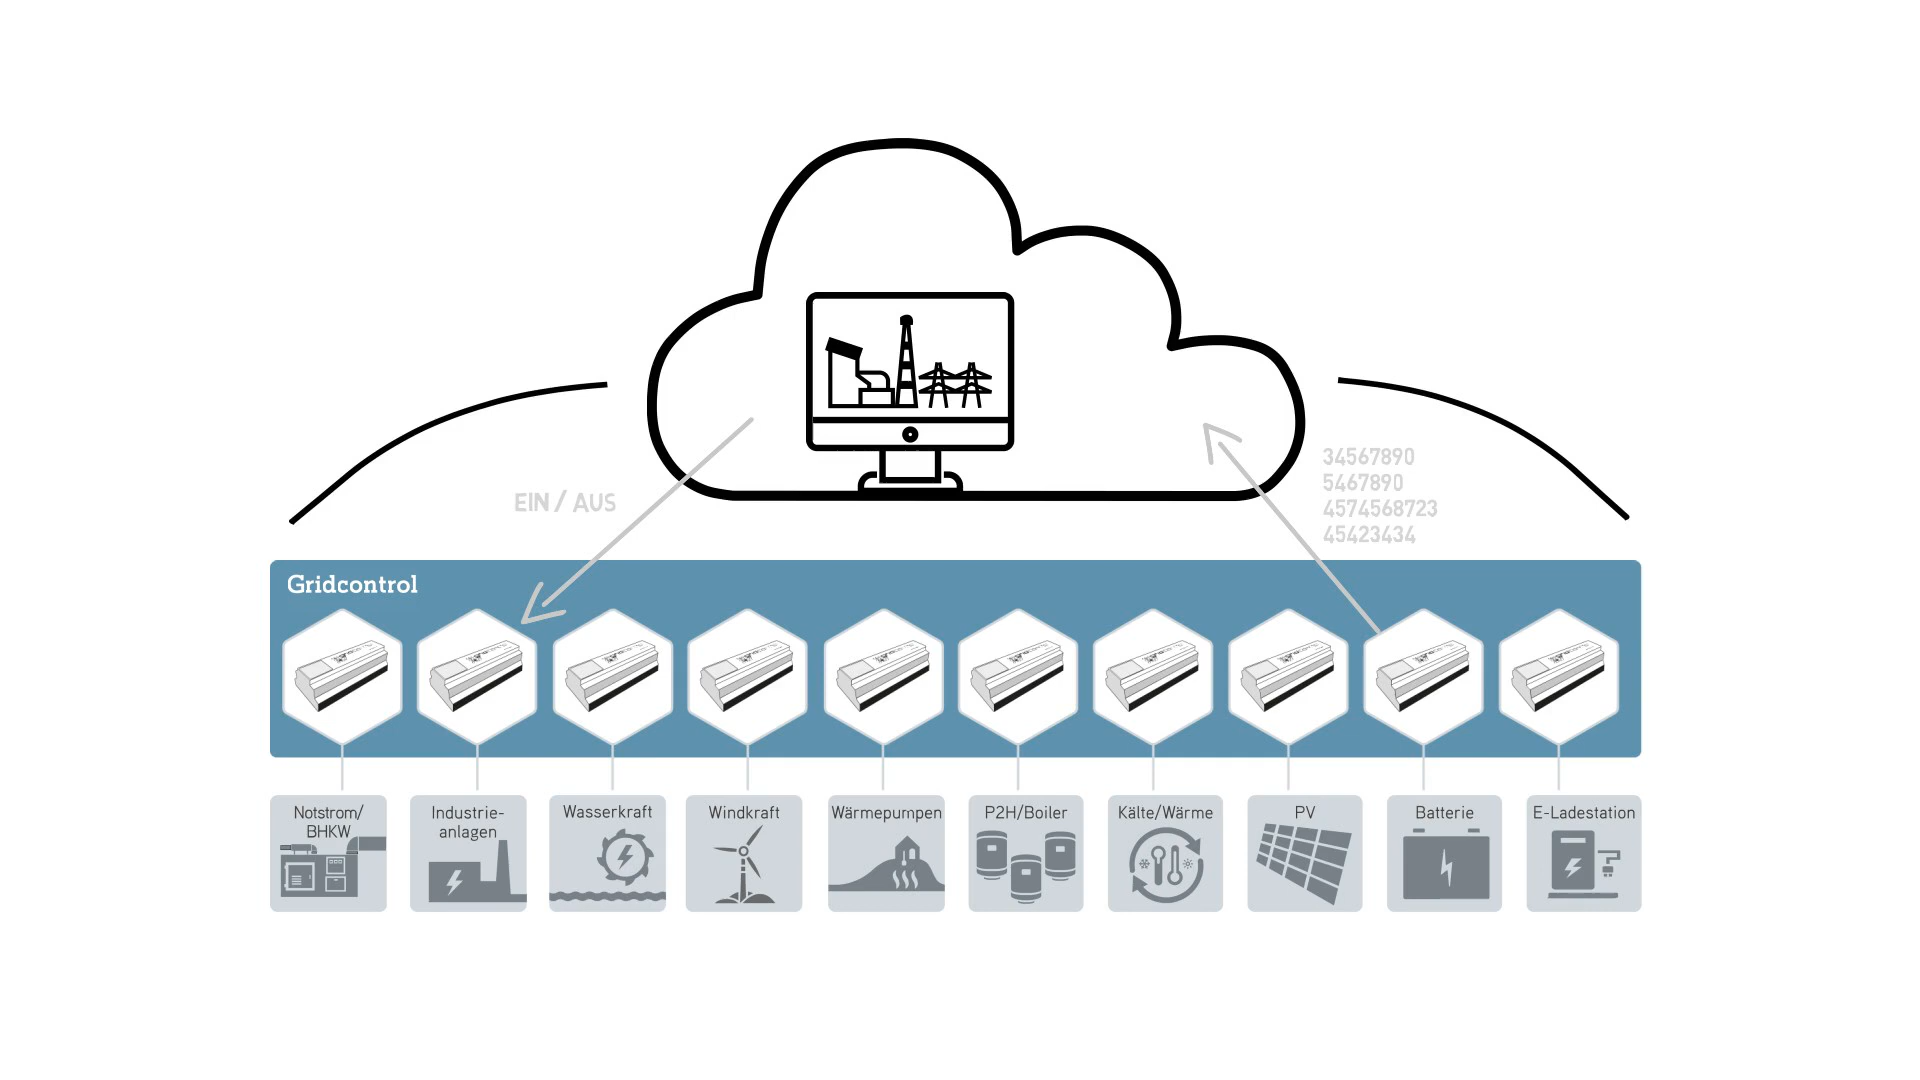 EIN / AUS
34567890
5467890
4574568723
45423434
Gridcontrol
Notstrom/
BHKW
Industrie-
anlagen
Wasserkraft
Windkraft
Wärmepumpen
P2H/Boiler
Kälte/Wärme
PV
Batterie
E-Ladestation